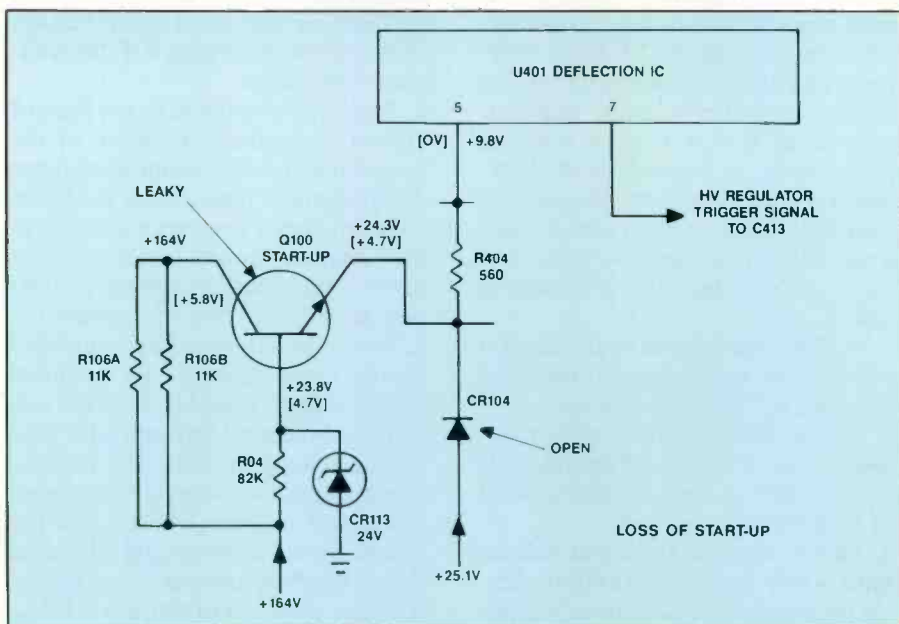 U401 DEFLECTION IC
5
7
[OV]
+9.8V
HV REGULATOR
TRIGGER SIGNAL
TO C413
LEAKY
+164V
Q100
START-UP
+24.3V
[+4.7V]
R404
560
[+5.8V]
R106A
11K
R106B
11K
+23.8V
[4.7V]
CR104
OPEN
R04
82K
CR113
24V
LOSS OF START-UP
+25.1V
+164V